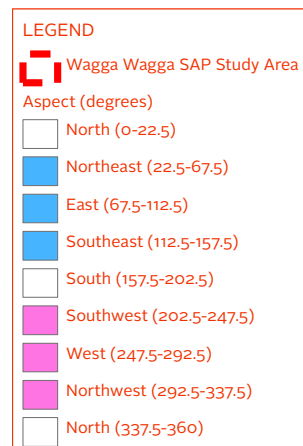 LEGEND
Wagga Wagga SAP Study Area
Aspect (degrees)
North (0-22.5)
Northeast (22.5-67.5)
East (67.5-112.5)
Southeast (112.5-157.5)
South (157.5-202.5)
Southwest (202.5-247.5)
West (247.5-292.5)
Northwest (292.5-337.5)
North (337.5-360)